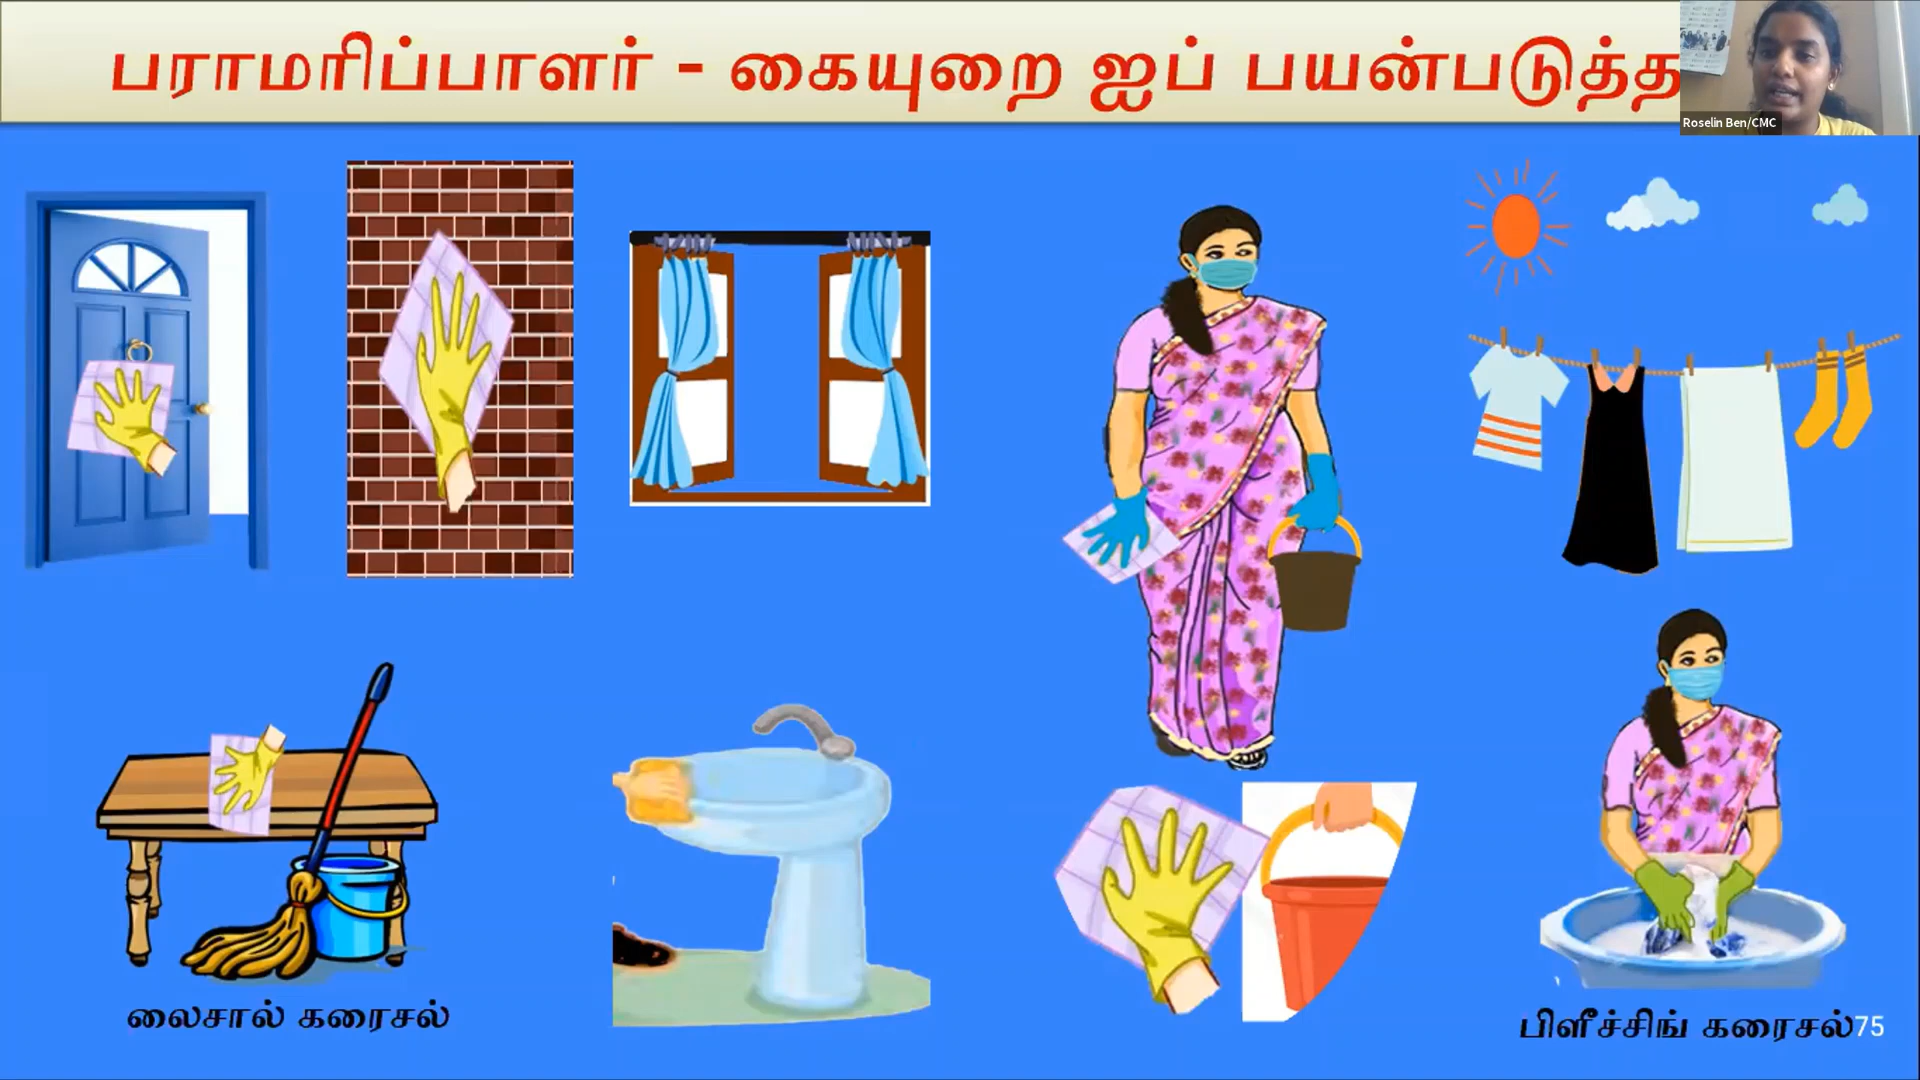 பராமரிப்பாளர் - கையுறை ஐப் பயன்படுத்த
Roselin Ben/CMC
லைசால் கரைசல்
பிளீச்சிங் கரைசல்75